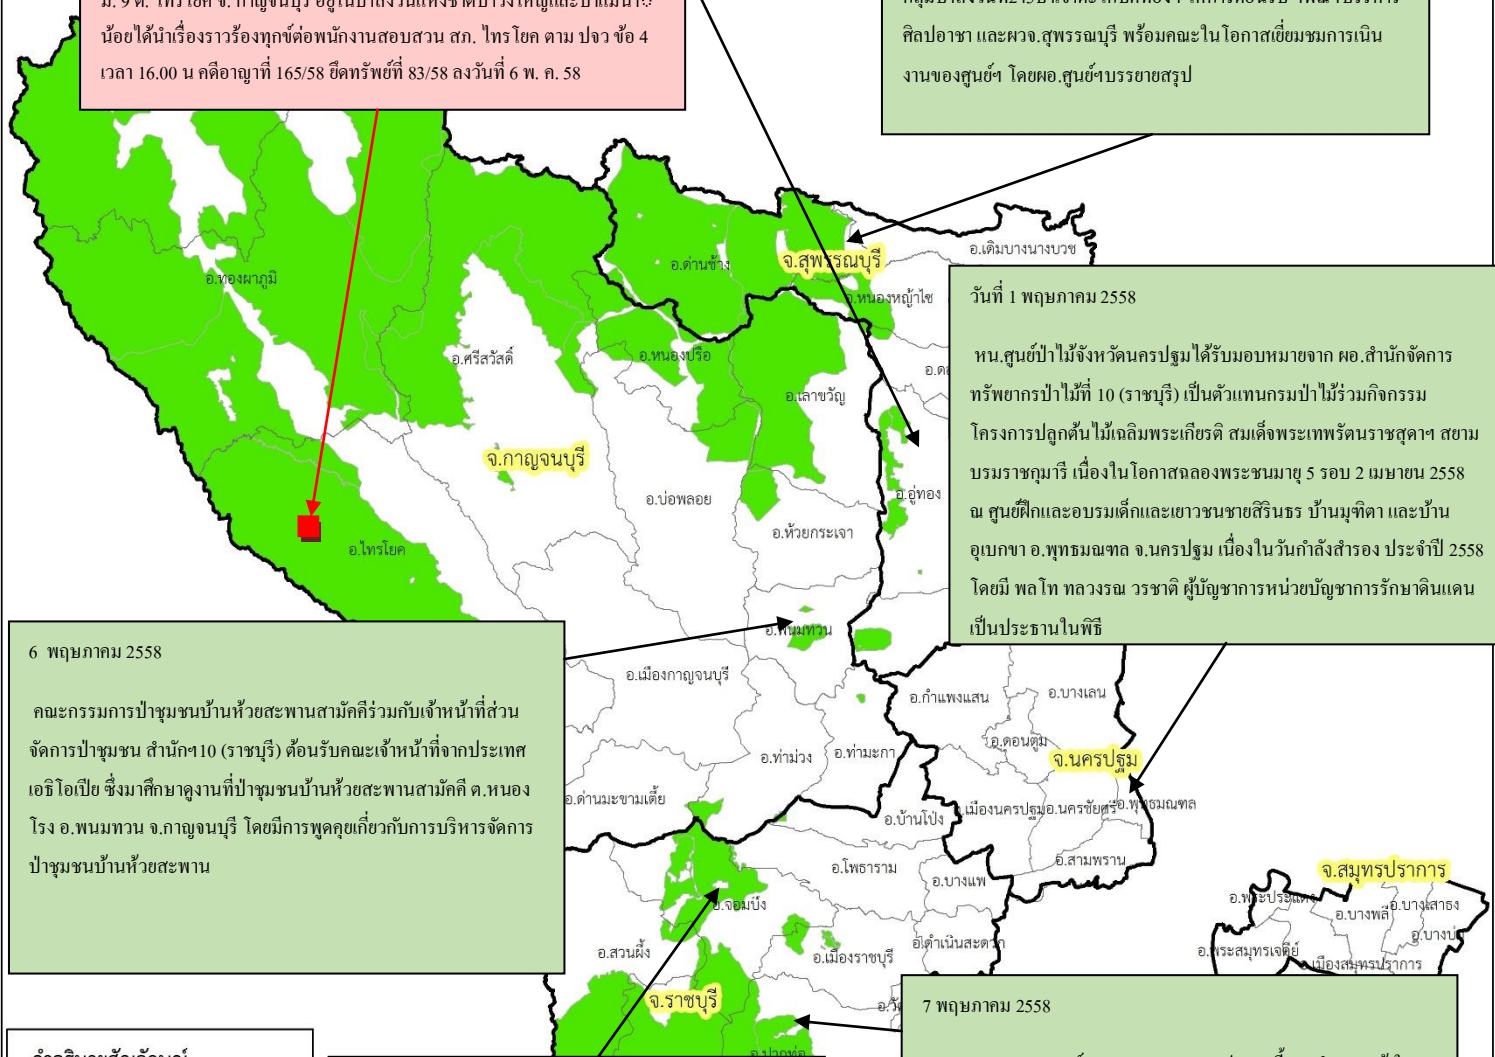 ม. 9 ต. ไทรโยค จ. กาญจนบุรี
น้อยได้นำเรื่องราวร้องทุกข์ต่อพนักงานสอบสวน สภ. ไทรโยค ตาม ปจว ข้อ 4
เวลา 16.00 น คดีอาญาที่ 165/58 ยึดทรัพย์ที่ 83/58 ลงวันที่ 6 พ. ค. 58
ศิลปอาชา และผวจ.สุพรรณบุรี พร้อมคณะในโอกาสเยี่ยมชมการเนิน
งานของศูนย์ฯ โดยผอ.ศูนย์ฯบรรยายสรุป
อ.เดิมบางนางบวช
อ.ด่านช้าง
จ.สุพรรณบุรี
อ.ทองผาภูมิ
อ.หนองหญ้าไซ
วันที่ 1 พฤษภาคม 2558
หน.ศูนย์ป่าไม้จังหวัดนครปฐมได้รับมอบหมายจาก ผอ.สำนักจัดการ
ทรัพยากรป่าไม้ที่ 10 (ราชบุรี) เป็นตัวแทนกรมป่าไม้ร่วมกิจกรรม
โครงการปลูกต้นไม้เฉลิมพระเกียรติ สมเด็จพระเทพรัตนราชสุดาฯ สยาม
บรมราชกุมารี เนื่องในโอกาสฉลองพระชนมายุ 5 รอบ 2 เมษายน 2558
ณ ศูนย์ฝึกและอบรมเด็กและเยาวชนชายสิรินธร บ้านมุฑิตา และบ้าน
อุเบกขา อ.พุทธมณฑล จ.นครปฐม เนื่องในวันกำลังสำรอง ประจำปี 2558
โดยมี พลโท ทลวงรณ วรชาติ ผู้บัญชาการหน่วยบัญชาการรักษาดินแดน
เป็นประธานในพิธี
อ.ศรีสวัสดิ์
อ.หนองปรือ
อ.เลาขวัญ
จ.กาญจนบุรี
อ.บ่อพลอย
อ.อู่ทอง
อ.ห้วยกระเจา
อ.ไทรโยค
อ.พนมทวน
6 พฤษภาคม 2558
คณะกรรมการป่าชุมชนบ้านห้วยสะพานสามัคคีร่วมกับเจ้าหน้าที่ส่วน
จัดการป่าชุมชน สำนักฯ10 (ราชบุรี) ต้อนรับคณะเจ้าหน้าที่จากประเทศ
เอธิโอเปีย ซึ่งมาศึกษาดูงานที่ป่าชุมชนบ้านห้วยสะพานสามัคคี ต.หนอง
โรง อ.พนมทวน จ.กาญจนบุรี โดยมีการพูดคุยเกี่ยวกับการบริหารจัดการ
ป่าชุมชนบ้านห้วยสะพาน
อ.เมืองกาญจนบุรี
อ.กำแพงแสน
อ.บางเลน
อ.ดอนตูม
อ.ท่าม่วง
อ.ท่ามะกา
จ.นครปฐม
อ.ด่านมะขามเตี้ย
อ.บ้านโป่ง
อ.เมืองนครปฐม
อ.นครชัยศรี
อ.พุทธมณฑล
อ.สามพราน
อ.โพธาราม
อ.บางแพ
จ.สมุทรปราการ
อ.พระประแดง
อ.บางพลี
อ.บางเสาธง
อ.บางบ่อ
อ.จอมบึง
อ.สวนผึ้ง
อ.เมืองราชบุรี
อ.ดำเนินสะดวก
อ.พระสมุทรเจดีย์
อ.เมืองสมุทรปราการ
จ.ราชบุรี
7 พฤษภาคม 2558
อ.ปากท่อ